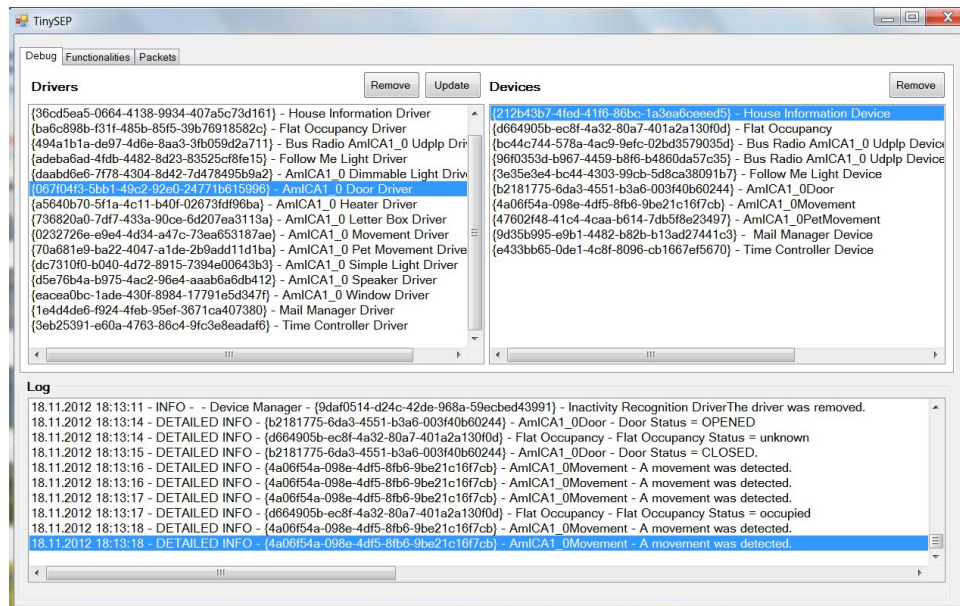 TinySEP
Debug Functionalities Packets
Drivers Remove Update
{36cd5ea5-0664-4138-9934-407a5c73d161} - House Information Driver
{ba6c898b-f31f-485b-85f5-39b76918582c} - Flat Occupancy Driver
{494a1b1a-de97-4d6e-8aa3-3fb059d2a711} - Bus Radio AmICA1_0 Udplp Dri
{adeba6ad-4fdb-4482-8d23-83525cf8fe15} - Follow Me Light Driver
{daabd6e6-7f78-4304-8d42-7d478495b9a2} - AmICA1_0 Dimmable Light Driv
{067f04f3-5bb1-49c2-92e0-24771b615996} - AmICA1_0 Door Driver
{a5640b70-5f1a-4c11-b40f-02673fdf96ba} - AmICA1_0 Heater Driver
{736820a0-7df7-433a-90ce-6d207ea3113a} - AmICA1_0 Letter Box Driver
{0232726e-e9e4-4d34-a47c-73ea653187ae} - AmICA1_0 Movement Driver
{70a681e9-ba22-4047-a1de-2b9add11d1ba} - AmICA1_0 Pet Movement Drive
{dc7310f0-b040-4d72-8915-7394e00643b3} - AmICA1_0 Simple Light Driver
{d5e76b4a-b975-4ac2-96e4-aaab6a6db412} - AmICA1_0 Speaker Driver
{eacea0bc-1ade-430f-8984-17791e5d347f} - AmICA1_0 Window Driver
{1e4d4de6-f924-4feb-95ef-3671ca407380} - Mail Manager Driver
{3eb25391-e60a-4763-86c4-9fc3e8eadaf6} - Time Controller Driver
Devices Remove
{212b43b7-4fed-41f6-86bc-1a3ea6ceeed5} - House Information Device
{d664905b-ec8f-4a32-80a7-401a2a130f0d} - Flat Occupancy
{bc44c744-578a-4ac9-9efc-02bd3579035d} - Bus Radio AmICA1_0 Udplp Device
{96f0353d-b967-4459-b8f6-b4860da57c35} - Bus Radio AmICA1_0 Udplp Device
{3e35e3e4-bc44-4303-99cb-5d8ca38091b7} - Follow Me Light Device
{b2181775-6da3-4551-b3a6-003f40b60244} - AmICA1_0Door
{4a06f54a-098e-4df5-8fb6-9be21c16f7cb} - AmICA1_0Movement
{47602f48-41c4-4caa-b614-7db5f8e23497} - AmICA1_0PetMovement
{9d35b995-e9b1-4482-b82b-b13ad27441c3} -  Mail Manager Device
{e433bb65-0de1-4c8f-8096-cb1667ef5670} - Time Controller Device
Log
18.11.2012 18:13:11 - INFO -  - Device Manager - {9daf0514-d24c-42de-968a-59ecbed43991} - Inactivity Recognition DriverThe driver was removed.
18.11.2012 18:13:14 - DETAILED INFO - {b2181775-6da3-4551-b3a6-003f40b60244} - AmICA1_0Door - Door Status = OPENED
18.11.2012 18:13:14 - DETAILED INFO - {d664905b-ec8f-4a32-80a7-401a2a130f0d} - Flat Occupancy - Flat Occupancy Status = unknown
18.11.2012 18:13:15 - DETAILED INFO - {b2181775-6da3-4551-b3a6-003f40b60244} - AmICA1_0Door - Door Status = CLOSED.
18.11.2012 18:13:16 - DETAILED INFO - {4a06f54a-098e-4df5-8fb6-9be21c16f7cb} - AmICA1_0Movement - A movement was detected.
18.11.2012 18:13:16 - DETAILED INFO - {4a06f54a-098e-4df5-8fb6-9be21c16f7cb} - AmICA1_0Movement - A movement was detected.
18.11.2012 18:13:17 - DETAILED INFO - {4a06f54a-098e-4df5-8fb6-9be21c16f7cb} - AmICA1_0Movement - A movement was detected.
18.11.2012 18:13:17 - DETAILED INFO - {d664905b-ec8f-4a32-80a7-401a2a130f0d} - Flat Occupancy - Flat Occupancy Status = occupied
18.11.2012 18:13:18 - DETAILED INFO - {4a06f54a-098e-4df5-8fb6-9be21c16f7cb} - AmICA1_0Movement - A movement was detected.
18.11.2012 18:13:18 - DETAILED INFO - {4a06f54a-098e-4df5-8fb6-9be21c16f7cb} - AmICA1_0Movement - A movement was detected.